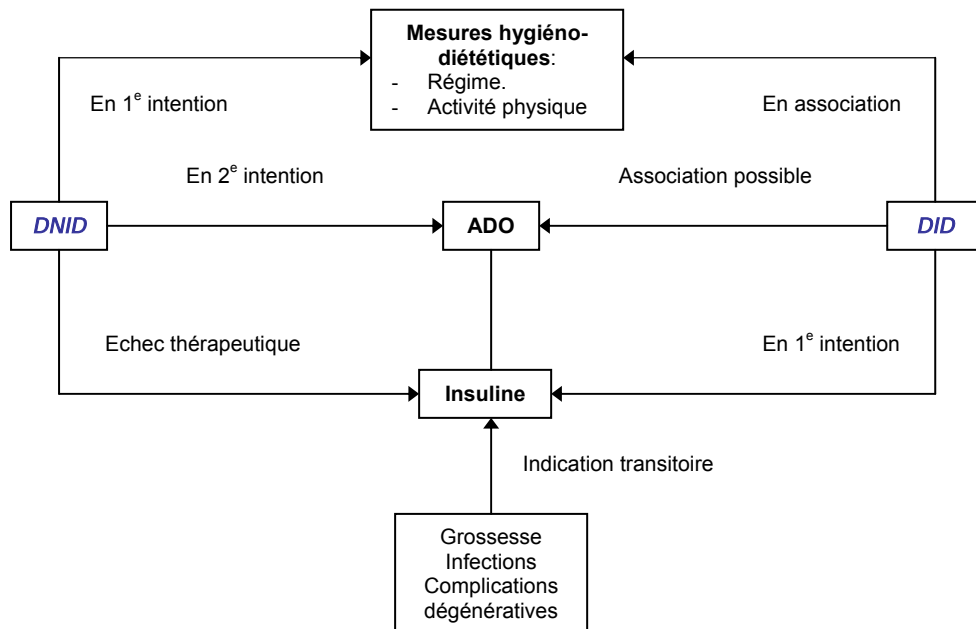 Mesures hygiéno-
diététiques:
- Régime.
- Activité physique
En 1e intention
En association
En 2e intention
Association possible
DNID
ADO
DID
Echec thérapeutique
En 1e intention
Insuline
Indication transitoire
Grossesse
Infections
Complications
dégénératives